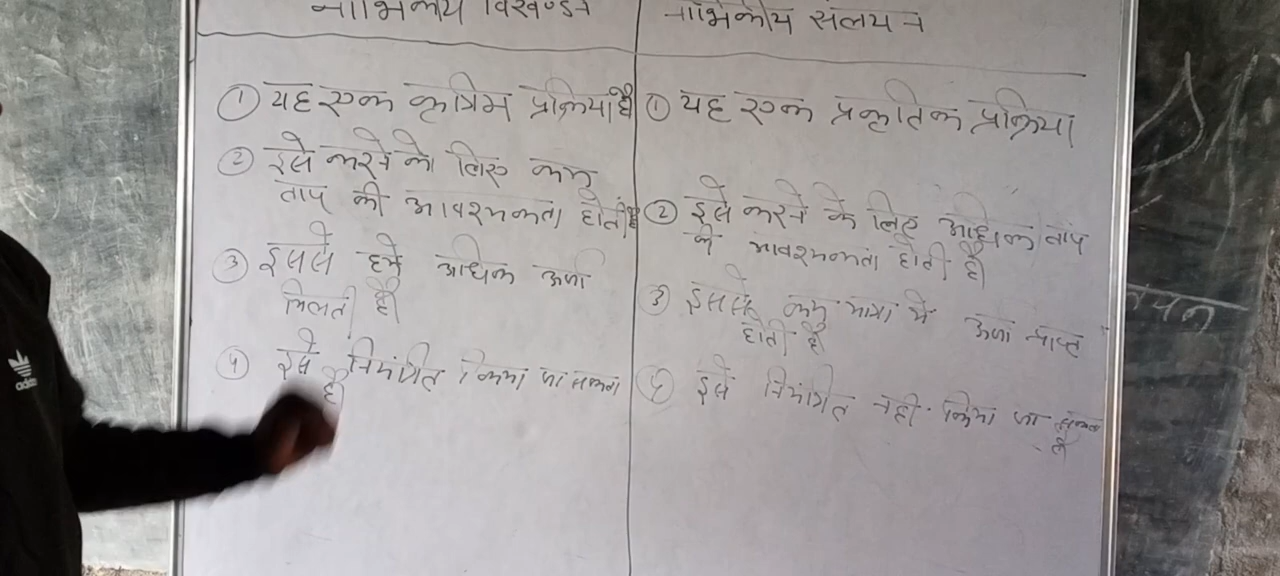 नाभिकीय विखण्डन
नाभिकीय संलयन
① यह एक कृत्रिम प्रक्रिया है
② इसे करने के लिए कम
ताप की आवश्यकता होती है
③ इससे हमे अधिक ऊर्जा
मिलती है।
④ इसे नियंत्रित किया जा सकता
है
① यह एक प्रकृतिक प्रक्रिया
② इसे करने के लिए अधिक ताप
की आवश्यकता होती है।
③ इससे कम मात्रा में ऊर्जा प्राप्त
होती है
④ इसे नियंत्रित नही किया जा सकता
है
adidas